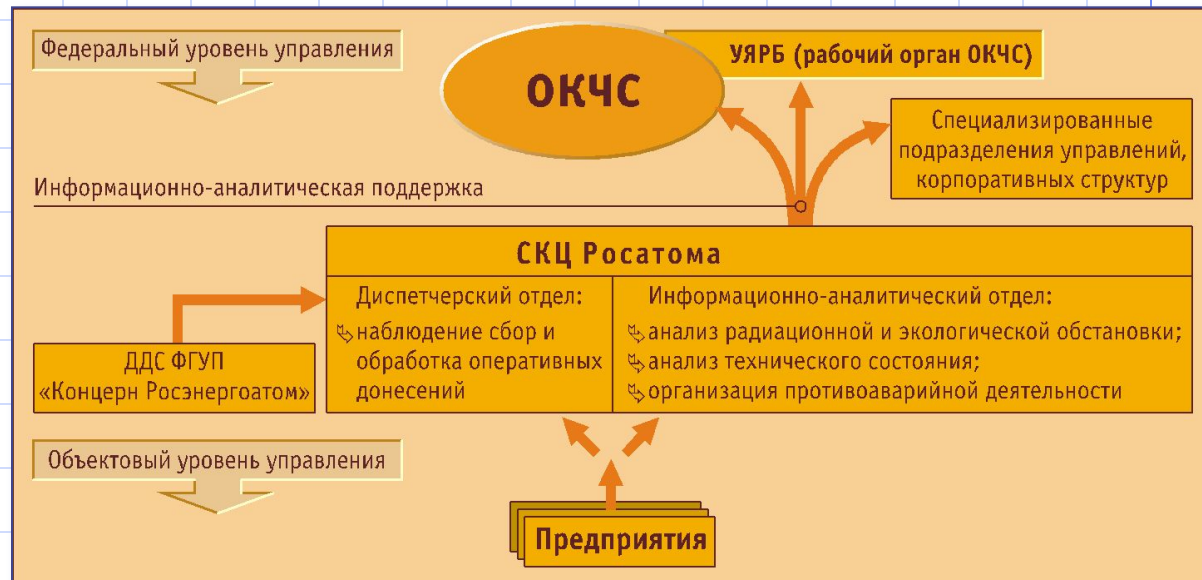 Федеральный уровень управления
ОКЧС
УЯРБ (рабочий орган ОКЧС)
Специализированные
подразделения управлений,
корпоративных структур
Информационно-аналитическая поддержка
СКЦ Росатома
Диспетчерский отдел:
наблюдение сбор и
обработка оперативных
донесений
Информационно-аналитический отдел:
анализ радиационной и экологической обстановки;
анализ технического состояния;
организация противоаварийной деятельности
ДДС ФГУП
«Концерн Росэнергоатом»
Объектовый уровень управления
Предприятия